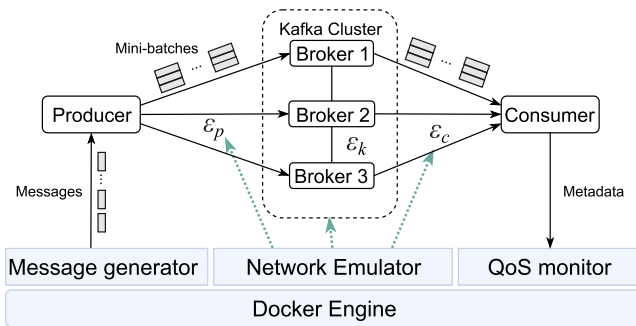 Kafka Cluster
Mini-batches
...
...
Broker 1
Producer
Broker 2
Consumer
εp
εk
εc
Broker 3
Messages
...
Metadata
Message generator
Network Emulator
QoS monitor
Docker Engine